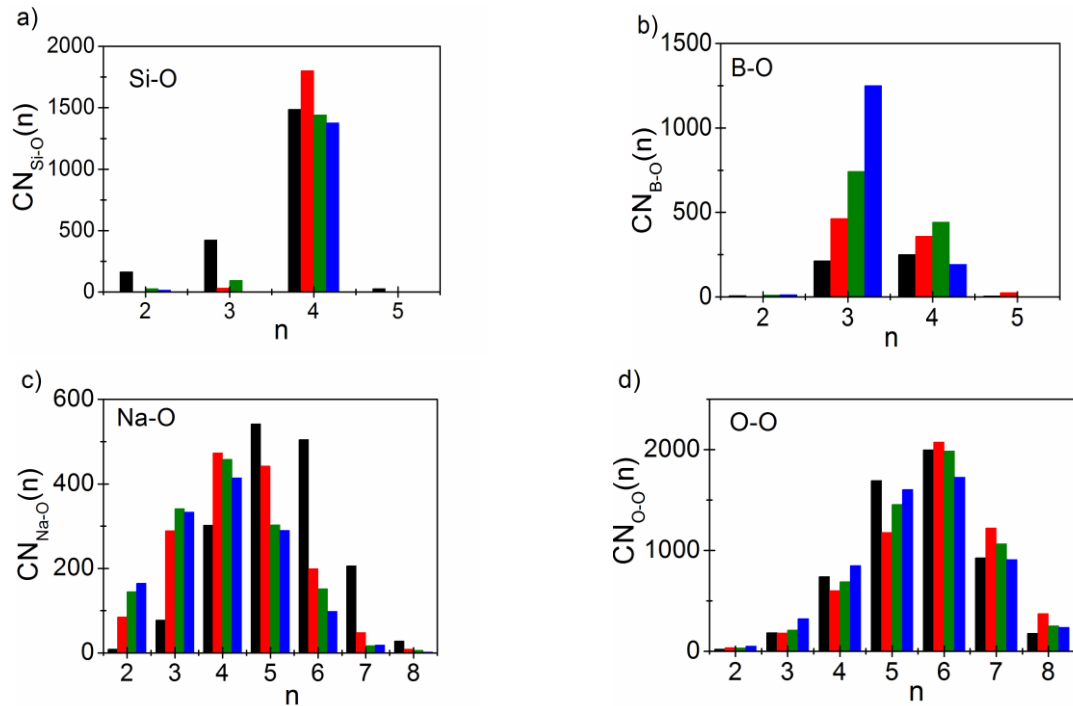 a)
2000
1500
1000
500
0
Si-O
CN_Si-O(n)
2 3 4 5
n
b)
1500
1000
500
0
B-O
CN_B-O(n)
2 3 4 5
n
c)
600
400
200
0
Na-O
CN_Na-O(n)
2 3 4 5 6 7 8
n
d)
2000
1000
0
O-O
CN_O-O(n)
2 3 4 5 6 7 8
n